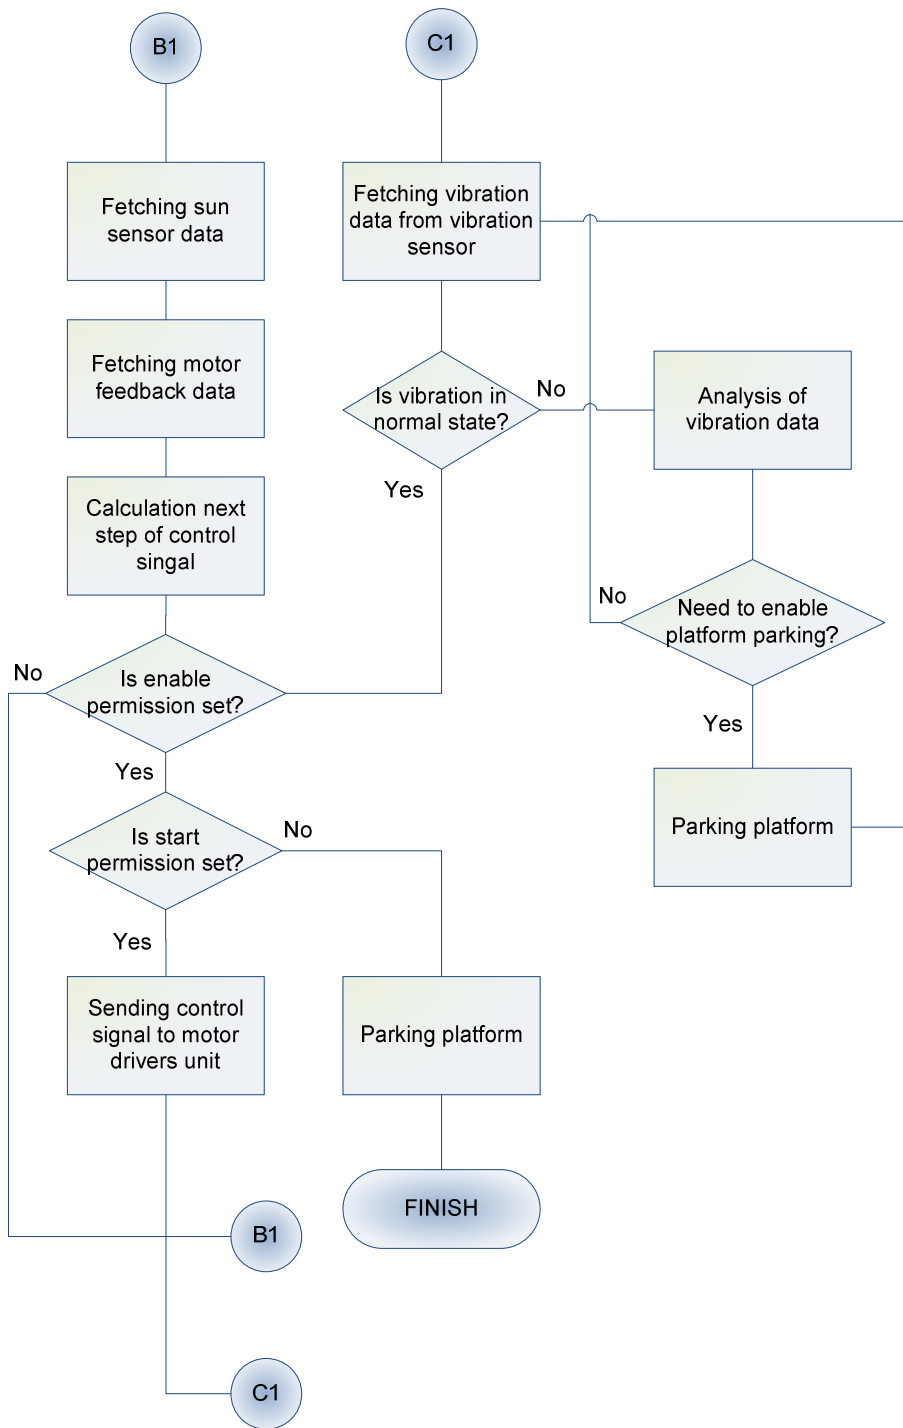 B1
Fetching sun
sensor data
Fetching motor
feedback data
Calculation next
step of control
singal
No
Is enable
permission set?
Yes
Is start
permission set?
No
Yes
Sending control
signal to motor
drivers unit
Parking platform
FINISH
B1
C1
C1
Fetching vibration
data from vibration
sensor
Is vibration in
normal state?
No
Yes
Analysis of
vibration data
No
Need to enable
platform parking?
Yes
Parking platform